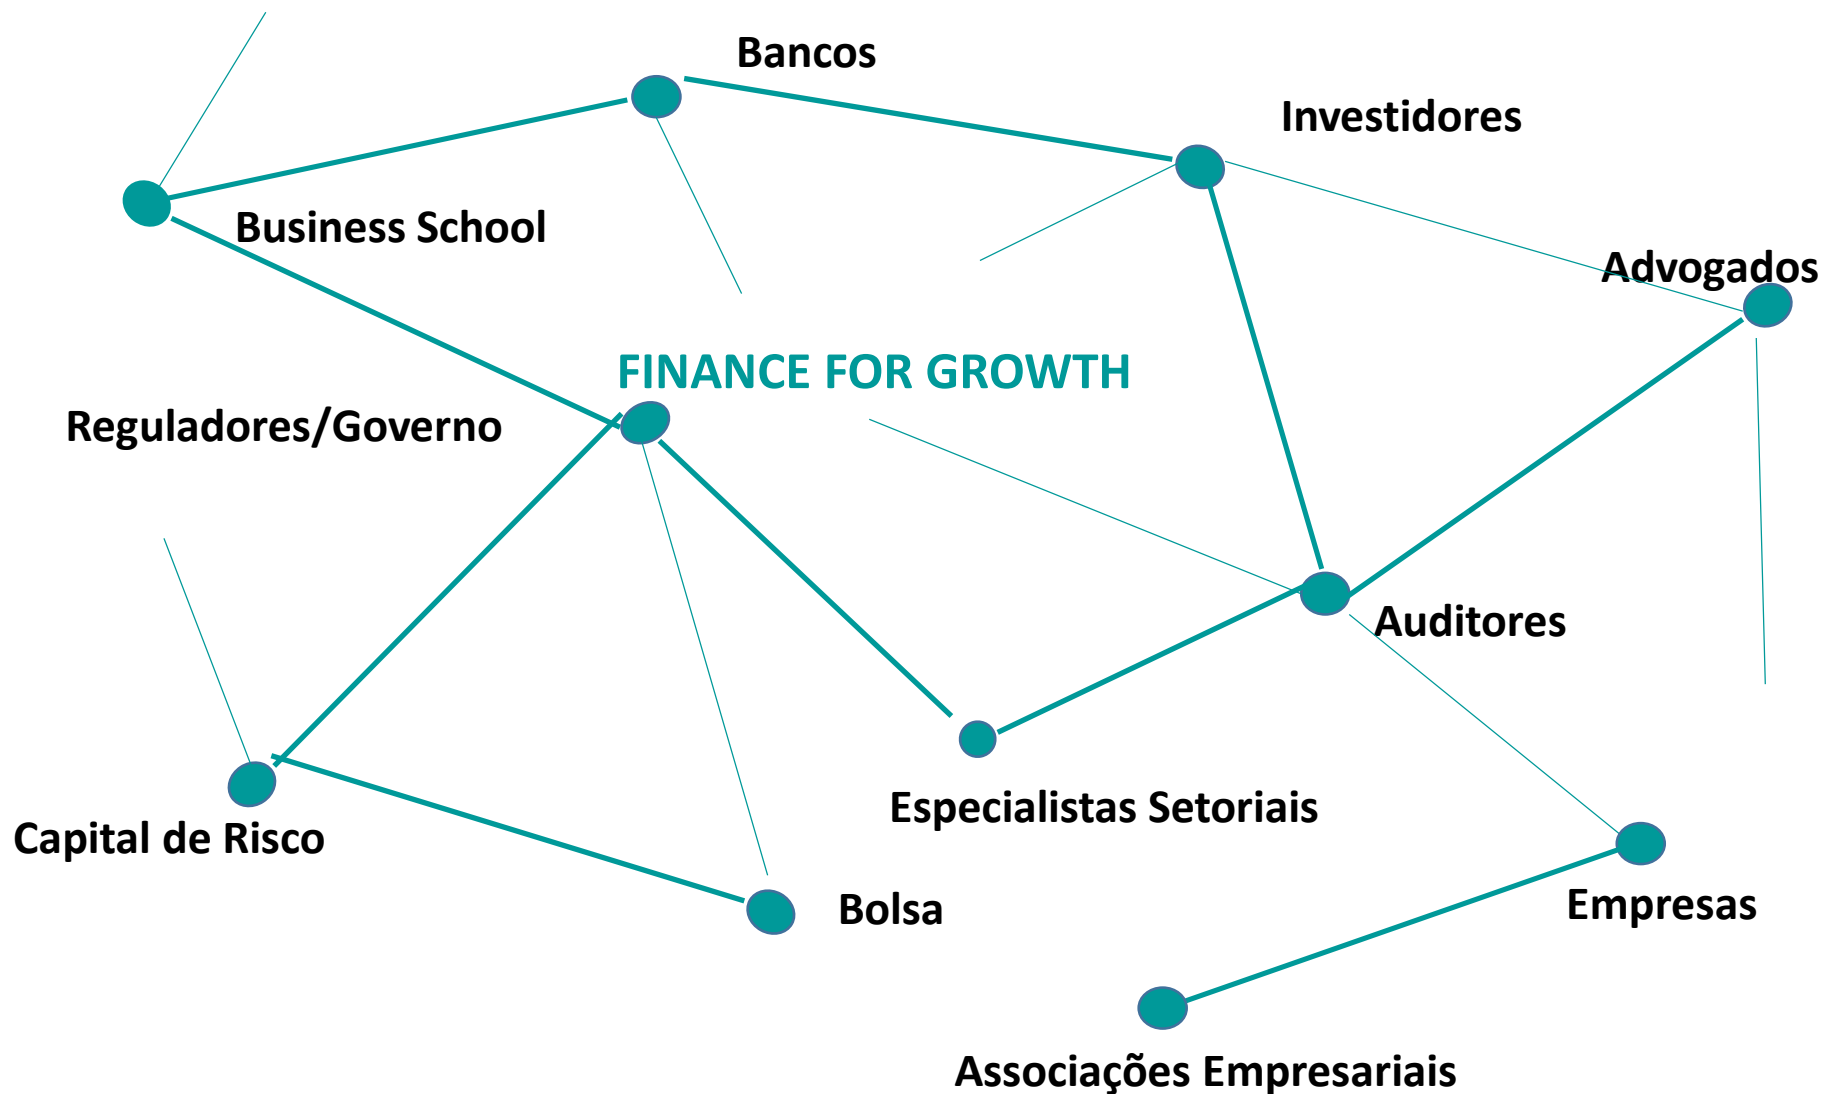 Bancos
Investidores
Business School
Advogados
FINANCE FOR GROWTH
Reguladores/Governo
Auditores
Especialistas Setoriais
Capital de Risco
Bolsa
Empresas
Associações Empresariais